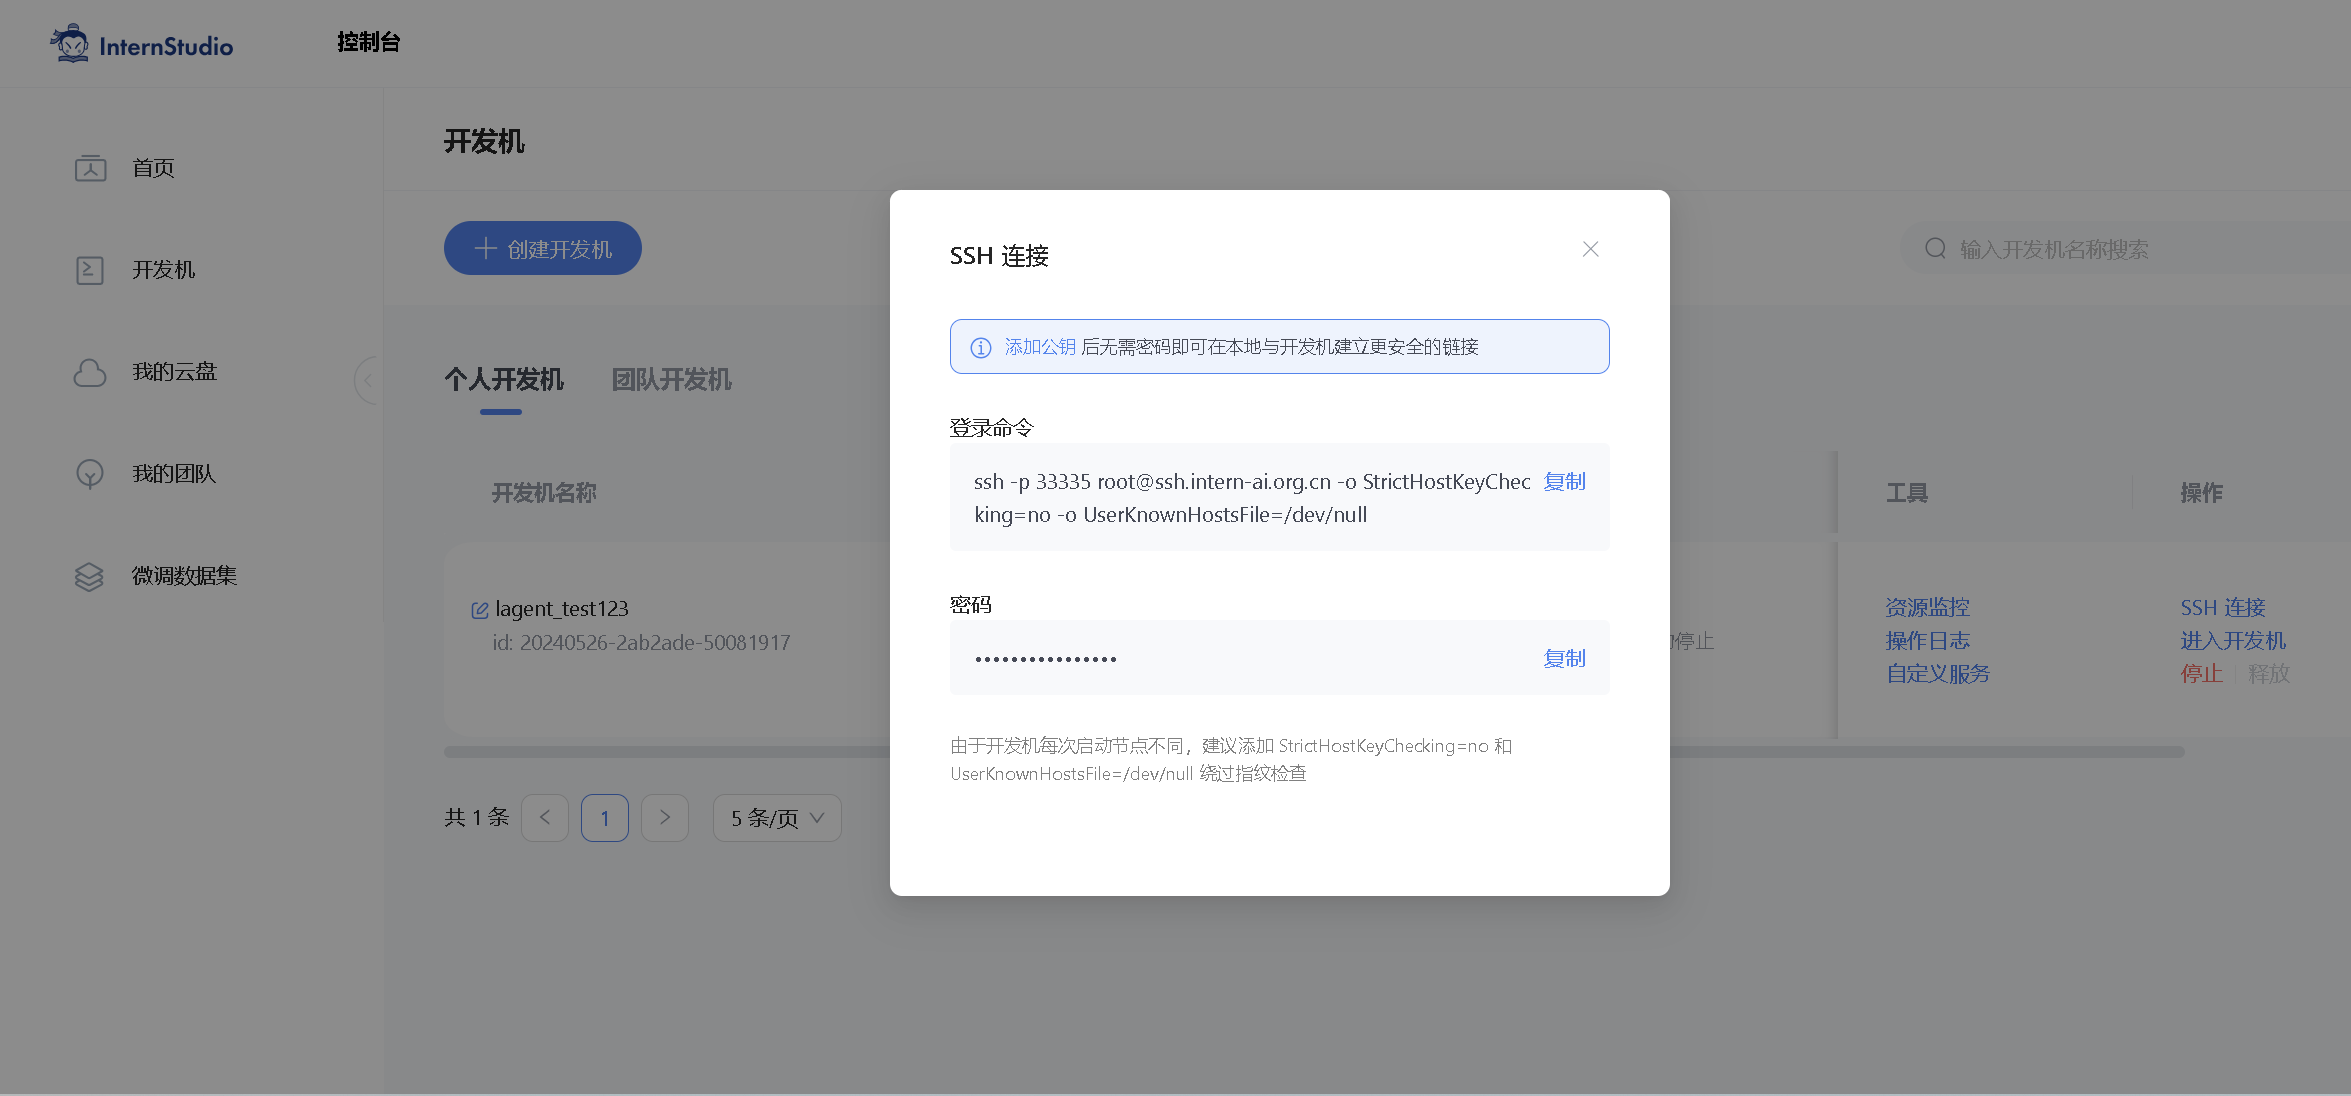 InternStudio
控制台
首页
开发机
我的云盘
我的团队
微调数据集
开发机
创建开发机
输入开发机名称搜索
个人开发机
团队开发机
开发机名称
工具
操作
lagent_test123
id: 20240526-2ab2ade-50081917
停止
资源监控
操作日志
自定义服务
SSH 连接
进入开发机
停止 释放
共 1 条
1
5 条/页
SSH 连接
添加公钥 后无需密码即可在本地与开发机建立更安全的链接
登录命令
ssh -p 33335 root@ssh.intern-ai.org.cn -o StrictHostKeyChec
king=no -o UserKnownHostsFile=/dev/null
复制
密码
••••••••••••••••
复制
由于开发机每次启动节点不同，建议添加 StrictHostKeyChecking=no 和
UserKnownHostsFile=/dev/null 绕过指纹检查